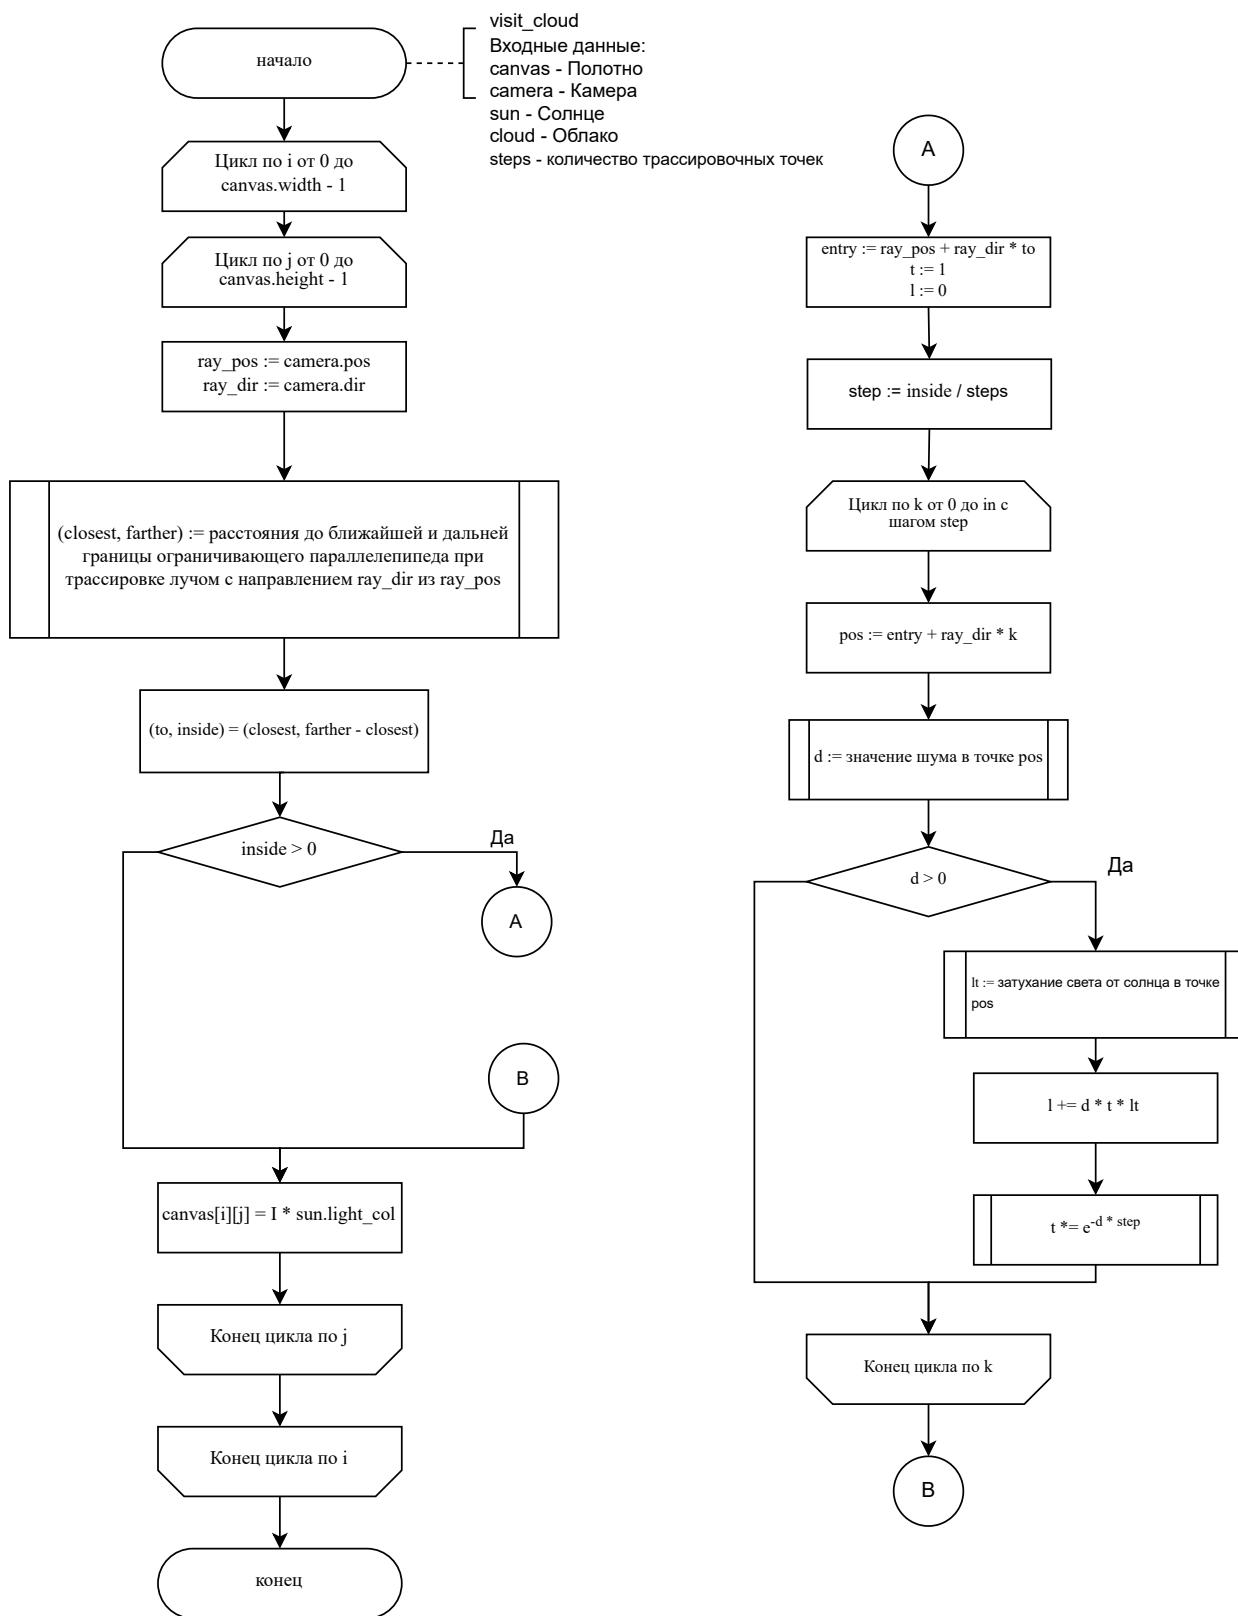 начало
visit_cloud
Входные данные:
canvas - Полотно
camera - Камера
sun - Солнце
cloud - Облако
steps - количество трассировочных точек
Цикл по i от 0 до
canvas.width - 1
Цикл по j от 0 до
canvas.height - 1
ray_pos := camera.pos
ray_dir := camera.dir
(closest, farther) := расстояния до ближайшей и дальней
границы ограничивающего параллелепипеда при
трассировке лучом с направлением ray_dir из ray_pos
(to, inside) = (closest, farther - closest)
inside > 0
Да
A
B
canvas[i][j] = I * sun.light_col
Конец цикла по j
Конец цикла по i
конец
A
entry := ray_pos + ray_dir * to
t := 1
l := 0
step := inside / steps
Цикл по k от 0 до in с
шагом step
pos := entry + ray_dir * k
d := значение шума в точке pos
d > 0
Да
lt := затухание света от солнца в точке
pos
l += d * t * lt
t *= e^-d * step
Конец цикла по k
B